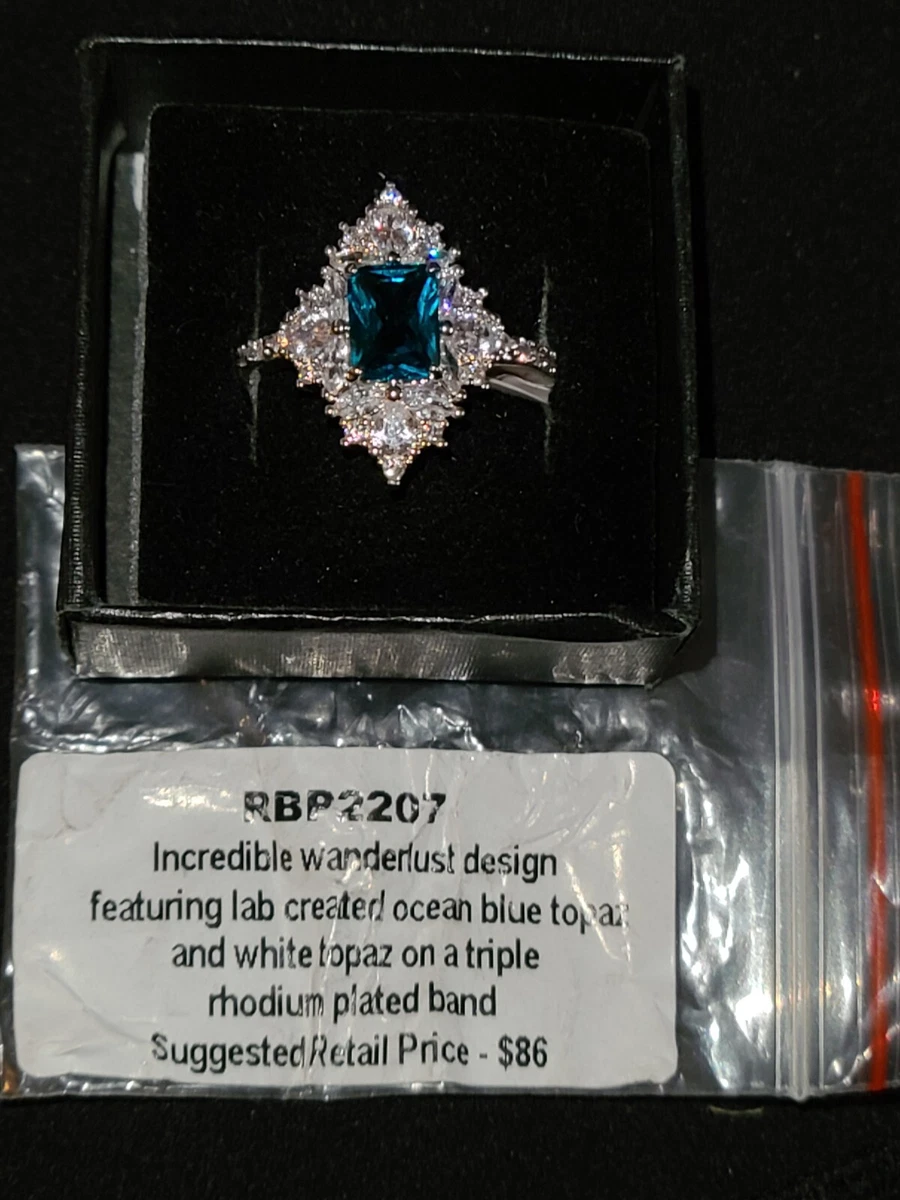 RBP2207
Incredible wanderlust design
featuring lab created ocean blue topaz
and white topaz on a triple
rhodium plated band
Suggested Retail Price - $86